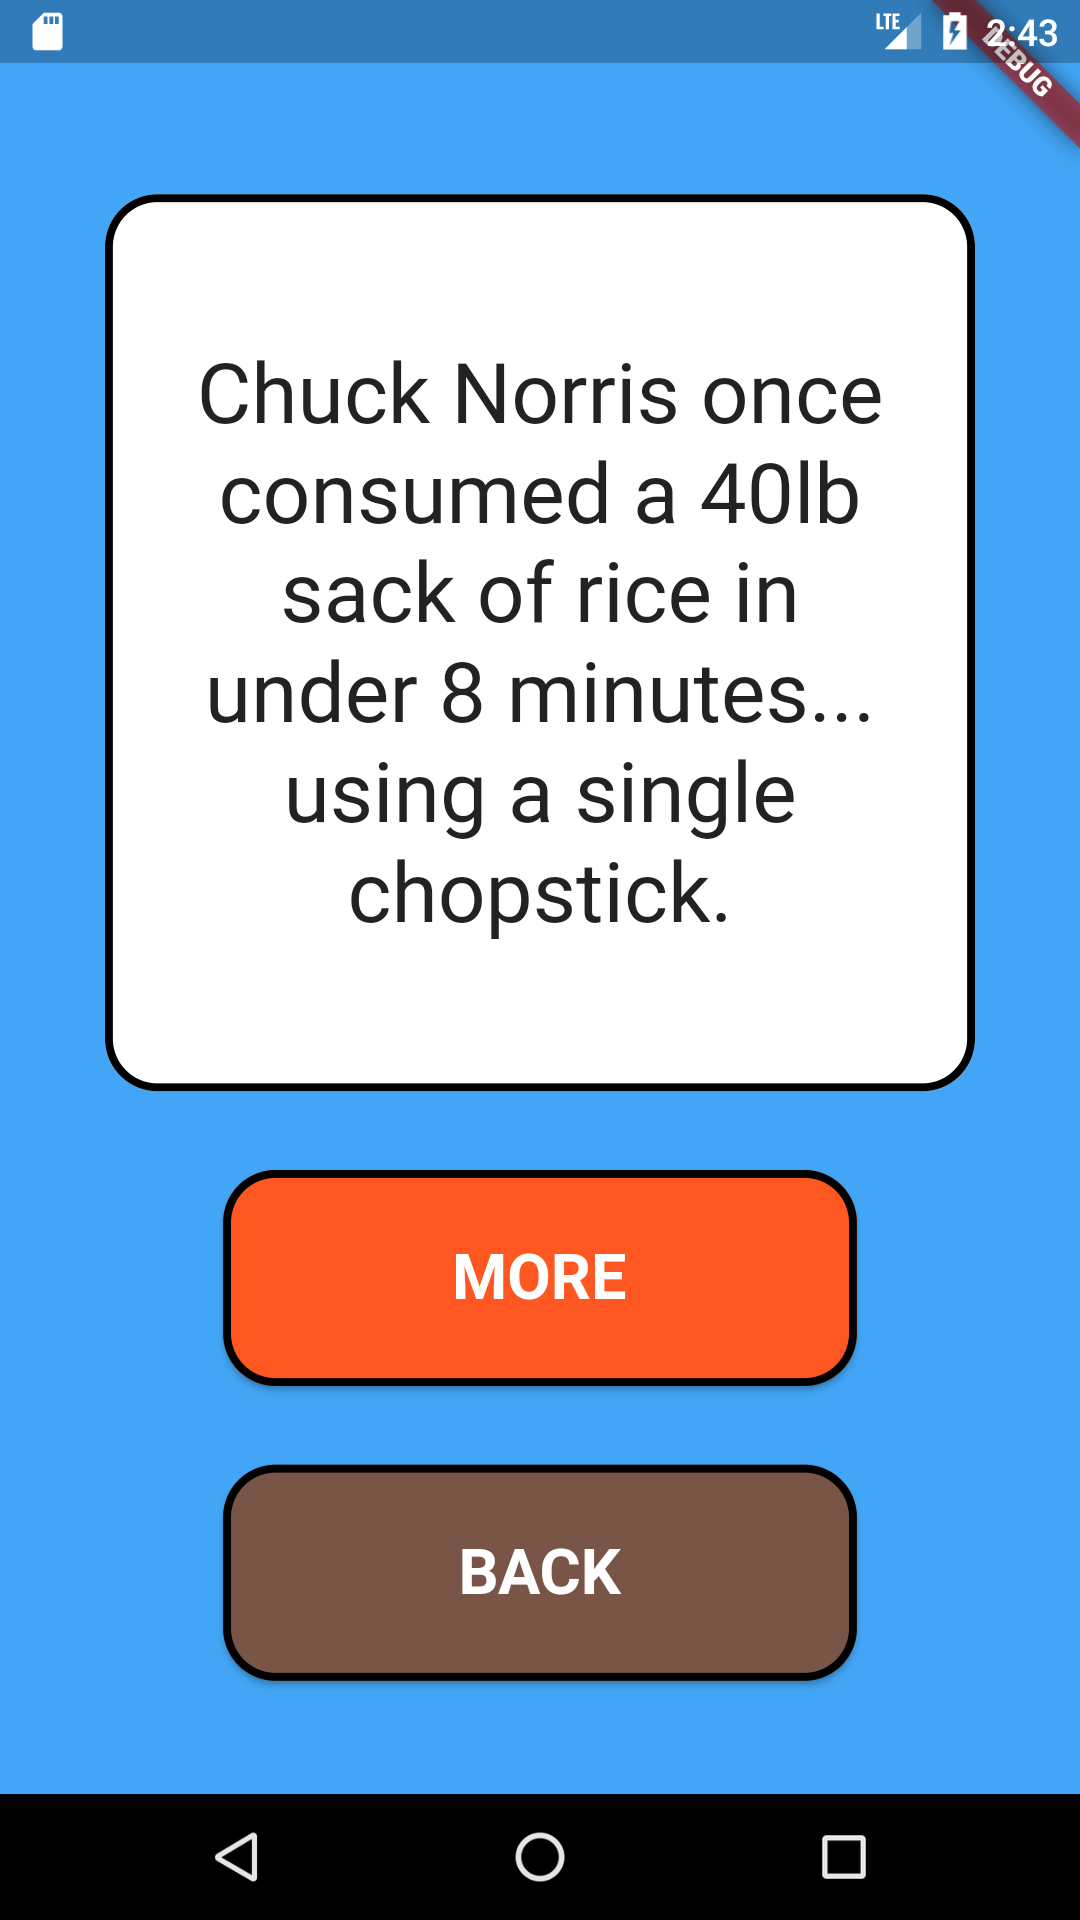 LTE 2:43
DEBUG
Chuck Norris once
consumed a 40lb
sack of rice in
under 8 minutes...
using a single
chopstick.
MORE
BACK